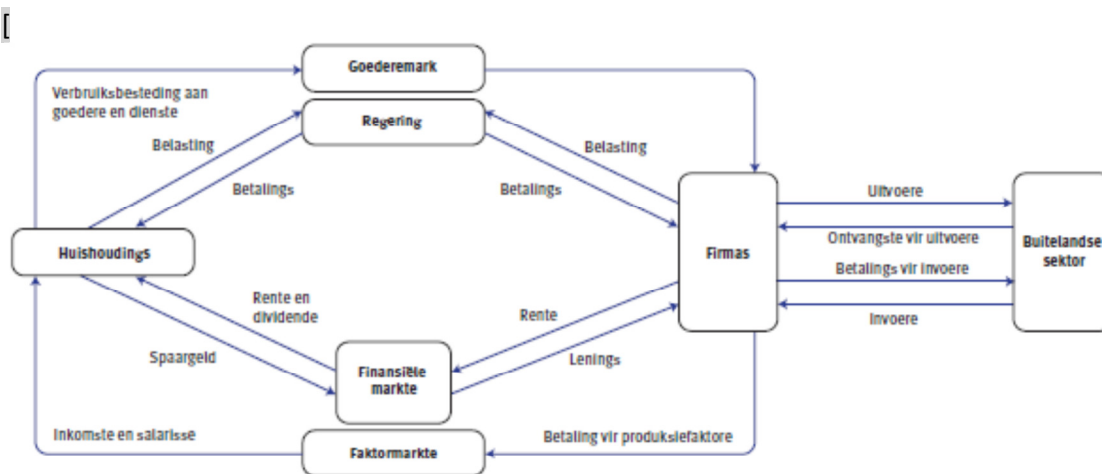 [
Goederemark
Verbruiksbesteding aan
goedere en dienste
Regering
Belasting
Belasting
Betalings
Betalings
Uitvoere
Huishoudings
Firmas
Ontvangste vir uitvoere
Buitelandse
sektor
Betalings vir invoere
Rente en
dividende
Rente
Invoere
Spaargeld
Lenings
Finansiële
markte
Inkomste en salarisse
Betaling vir produksiefaktore
Faktormarkte